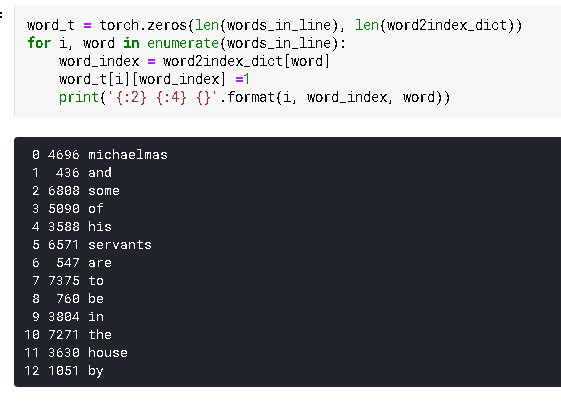 word_t = torch.zeros(len(words_in_line), len(word2index_dict))
for i, word in enumerate(words_in_line):
    word_index = word2index_dict[word]
    word_t[i][word_index] =1
    print('{:2} {:4} {}'.format(i, word_index, word))
 0 4696 michaelmas
 1  436 and
 2 6808 some
 3 5090 of
 4 3588 his
 5 6571 servants
 6  547 are
 7 7375 to
 8  760 be
 9 3804 in
10 7271 the
11 3630 house
12 1051 by